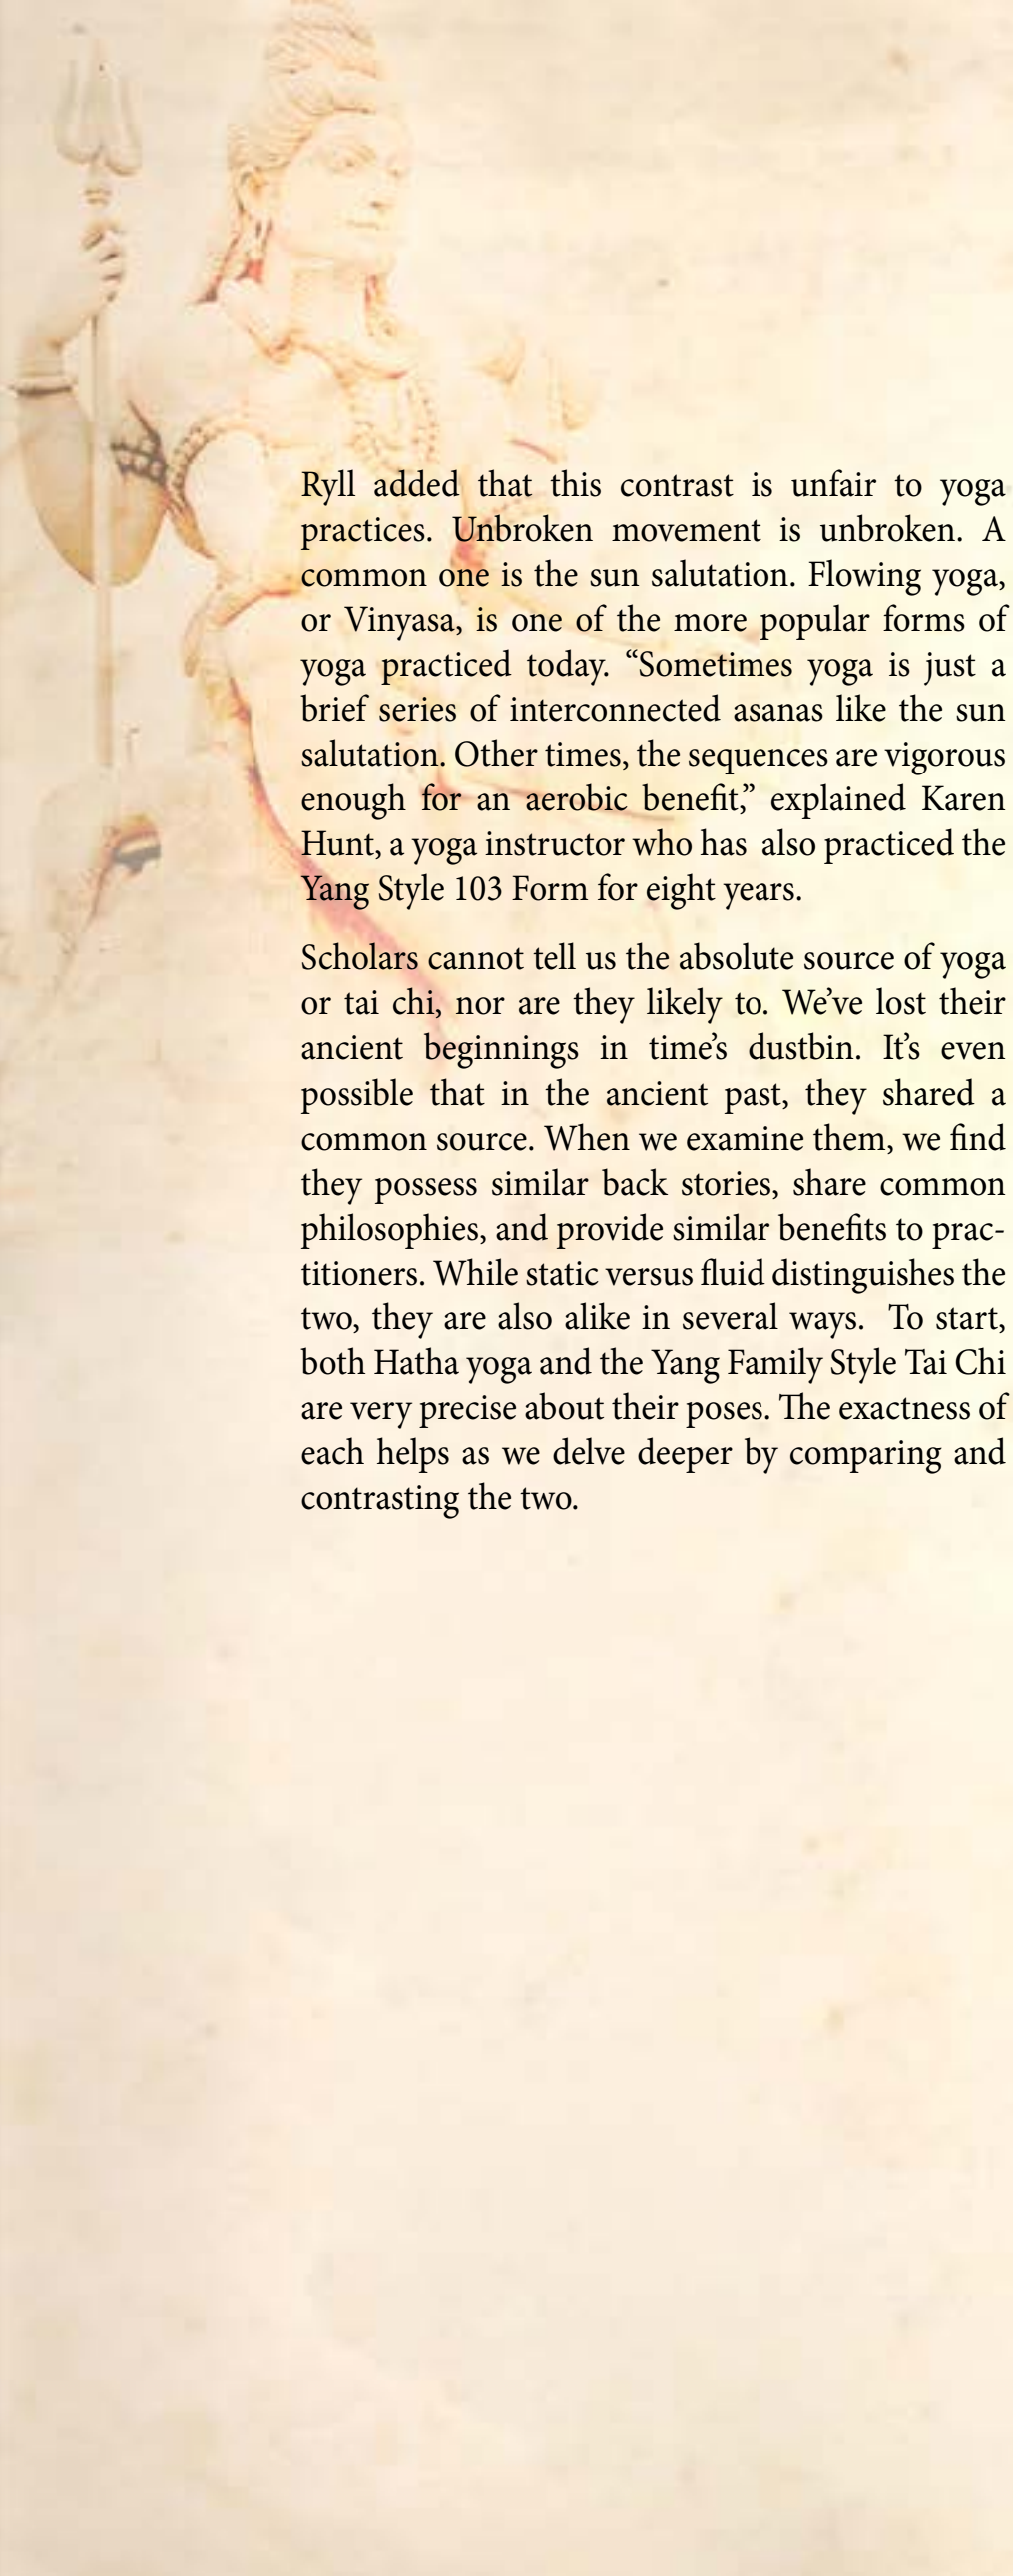 Ryll added that this contrast is unfair to yoga
practices. Unbroken movement is unbroken. A
common one is the sun salutation. Flowing yoga,
or Vinyasa, is one of the more popular forms of
yoga practiced today. “Sometimes yoga is just a
brief series of interconnected asanas like the sun
salutation. Other times, the sequences are vigorous
enough for an aerobic benefit,” explained Karen
Hunt, a yoga instructor who has also practiced the
Yang Style 103 Form for eight years.
Scholars cannot tell us the absolute source of yoga
or tai chi, nor are they likely to. We’ve lost their
ancient beginnings in time’s dustbin. It’s even
possible that in the ancient past, they shared a
common source. When we examine them, we find
they possess similar back stories, share common
philosophies, and provide similar benefits to prac-
titioners. While static versus fluid distinguishes the
two, they are also alike in several ways. To start,
both Hatha yoga and the Yang Family Style Tai Chi
are very precise about their poses. The exactness of
each helps as we delve deeper by comparing and
contrasting the two.